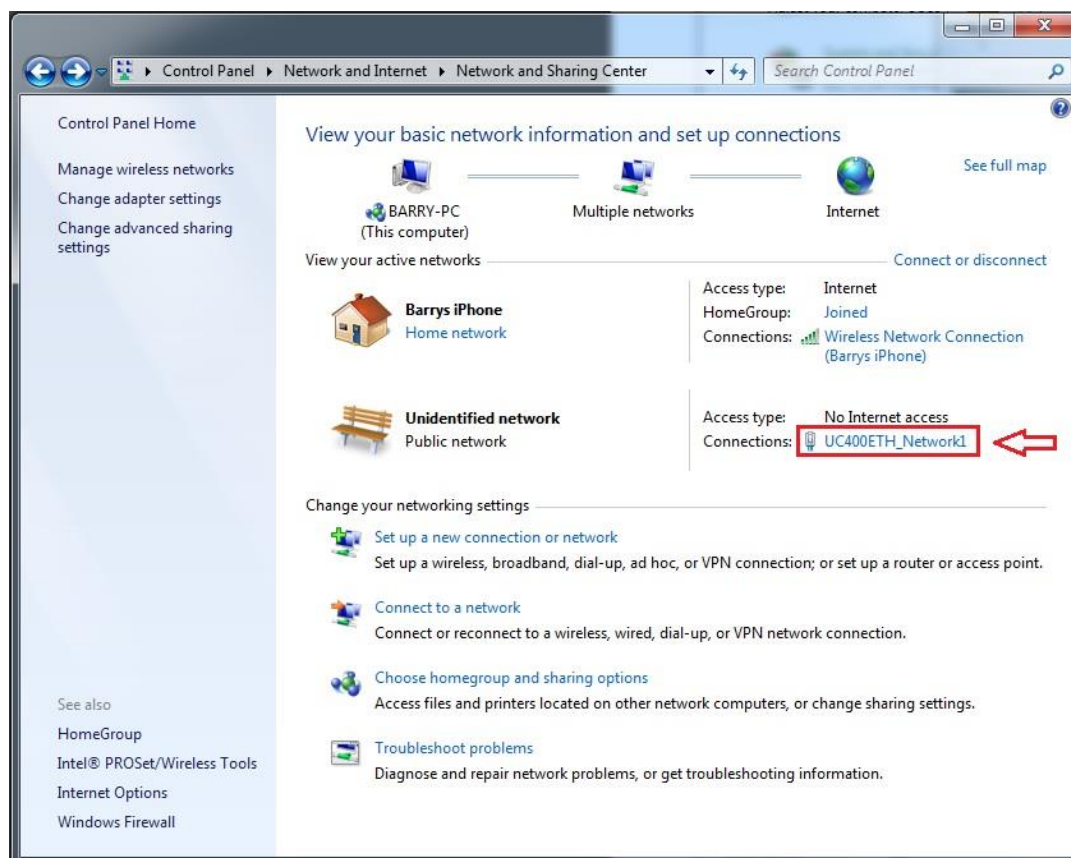 Control Panel ▸ Network and Internet ▸ Network and Sharing Center
Search Control Panel
Control Panel Home
Manage wireless networks
Change adapter settings
Change advanced sharing
settings
See also
HomeGroup
Intel® PROSet/Wireless Tools
Internet Options
Windows Firewall
View your basic network information and set up connections
See full map
BARRY-PC
(This computer)
Multiple networks
Internet
View your active networks
Connect or disconnect
Barrys iPhone
Home network
Access type: Internet
HomeGroup: Joined
Connections: Wireless Network Connection
(Barrys iPhone)
Unidentified network
Public network
Access type: No Internet access
Connections: UC400ETH_Network1
Change your networking settings
Set up a new connection or network
Set up a wireless, broadband, dial-up, ad hoc, or VPN connection; or set up a router or access point.
Connect to a network
Connect or reconnect to a wireless, wired, dial-up, or VPN network connection.
Choose homegroup and sharing options
Access files and printers located on other network computers, or change sharing settings.
Troubleshoot problems
Diagnose and repair network problems, or get troubleshooting information.